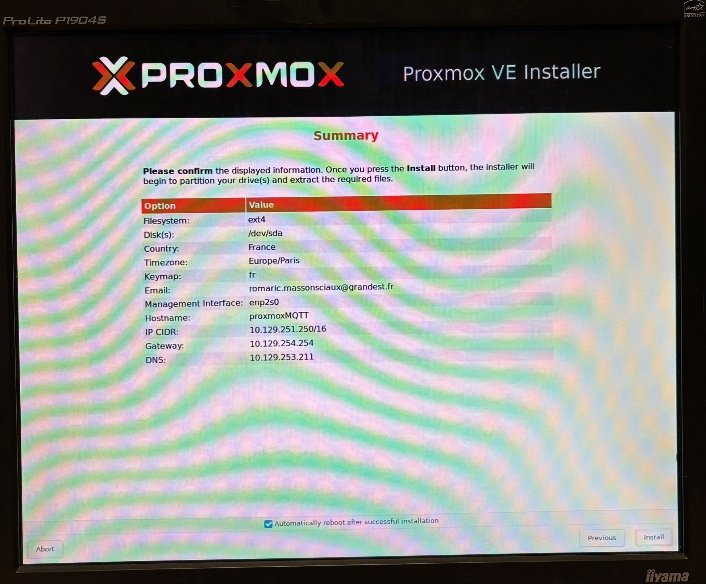 ProLite P1904S
PROXMOX Proxmox VE Installer
Summary
Please confirm the displayed information. Once you press the Install button, the installer will
begin to partition your drive(s) and extract the required files.
Option Value
Filesystem: ext4
Disk(s): /dev/sda
Country: France
Timezone: Europe/Paris
Keymap: fr
Email: romaric.massonsciaux@grandest.fr
Management Interface: enp2s0
Hostname: proxmoxMQTT
IP CIDR: 10.129.251.250/16
Gateway: 10.129.254.254
DNS: 10.129.253.211
Automatically reboot after successful installation
Abort Previous Install
iiyama